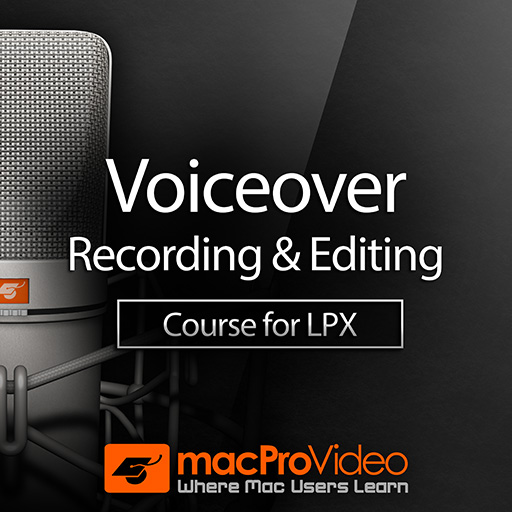 Voiceover
Recording & Editing
Course for LPX
macProVideo
Where Mac Users Learn